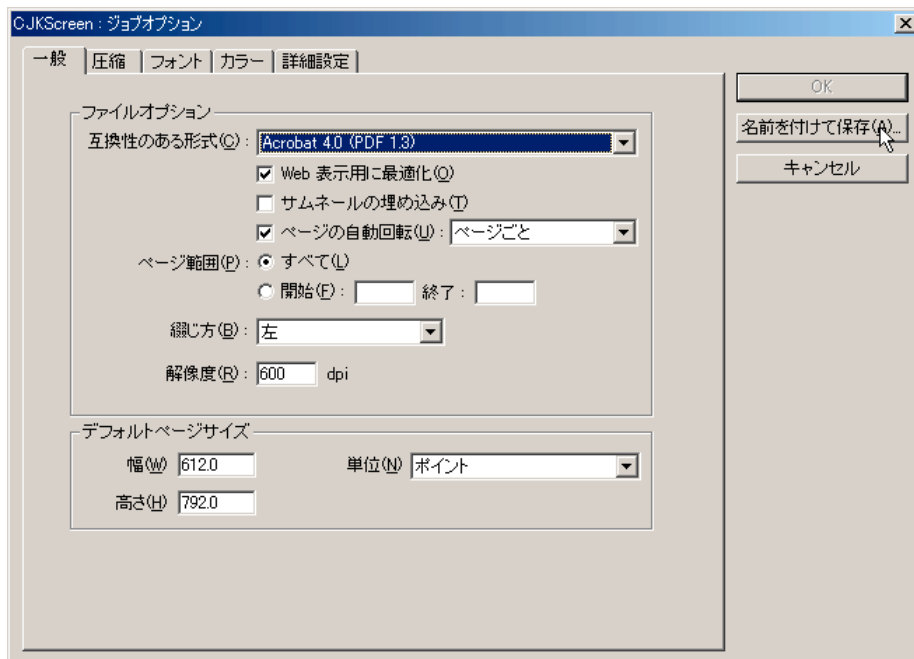 CJKScreen : ジョブオプション
一般 圧縮 フォント カラー 詳細設定
OK
名前を付けて保存(A)...
キャンセル
ファイルオプション
互換性のある形式(C) : Acrobat 4.0 (PDF 1.3)
Web 表示用に最適化(O)
サムネールの埋め込み(T)
ページの自動回転(U) : ページごと
ページ範囲(P) : すべて(L)
開始(F) : 終了 :
綴じ方(B) : 左
解像度(R) : 600 dpi
デフォルトページサイズ
幅(W) 612.0 単位(N) ポイント
高さ(H) 792.0